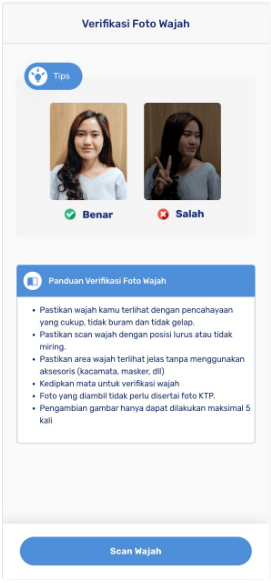 Verifikasi Foto Wajah
Tips
Benar
Salah
Panduan Verifikasi Foto Wajah
• Pastikan wajah kamu terlihat dengan pencahayaan
yang cukup, tidak buram dan tidak gelap.
• Pastikan scan wajah dengan posisi lurus atau tidak
miring.
• Pastikan area wajah terlihat jelas tanpa menggunakan
aksesoris (kacamata, masker, dll)
• Kedipkan mata untuk verifikasi wajah
• Foto yang diambil tidak perlu disertai foto KTP.
• Pengambian gambar hanya dapat dilakukan maksimal 5
kali
Scan Wajah